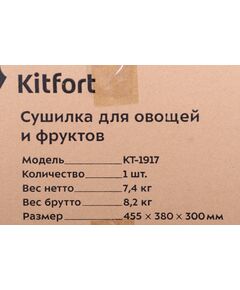 Kitfort
Сушилка для овощей
и фруктов
Модель КТ-1917
Количество 1 шт.
Вес нетто 7,4 кг
Вес брутто 8,2 кг
Размер 455 × 380 × 300 мм